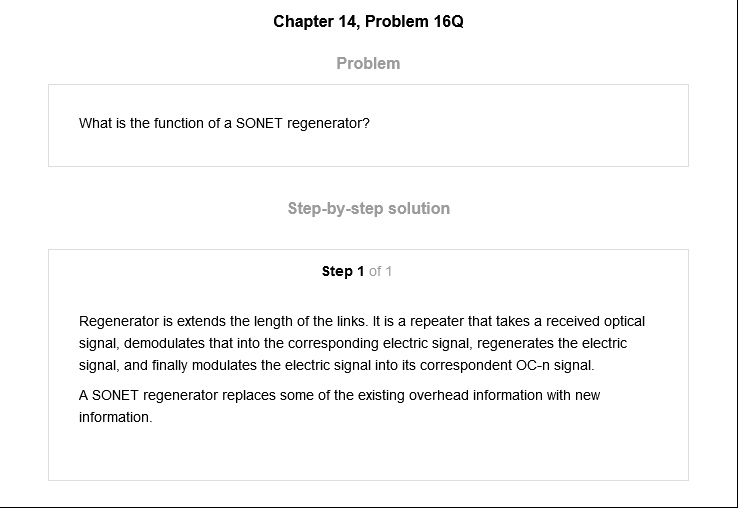 Chapter 14, Problem 16Q
Problem
What is the function of a SONET regenerator?
Step-by-step solution
Step 1 of 1
Regenerator is extends the length of the links. It is a repeater that takes a received optical
signal, demodulates that into the corresponding electric signal, regenerates the electric
signal, and finally modulates the electric signal into its correspondent OC-n signal.
A SONET regenerator replaces some of the existing overhead information with new
information.